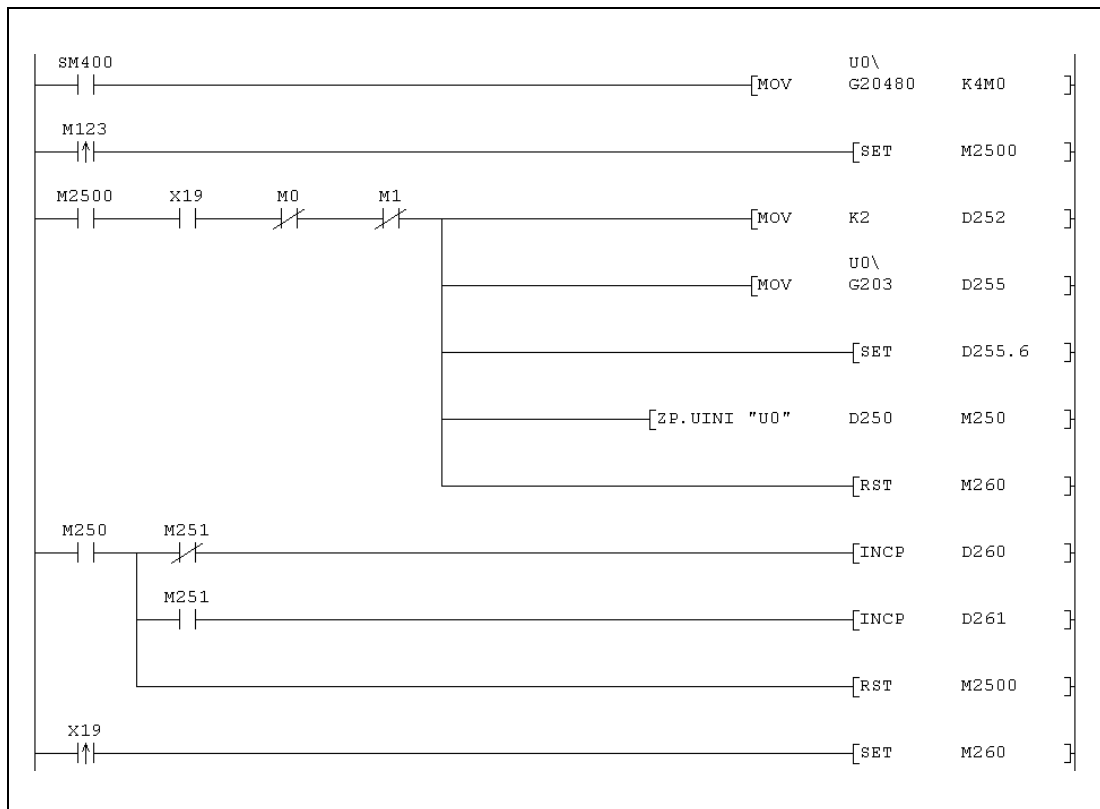 SM400 U0\
[MOV G20480 K4M0 ]
M123
[SET M2500 ]
M2500 X19 M0 M1
[MOV K2 D252 ]
U0\
[MOV G203 D255 ]
[SET D255.6 ]
[ZP.UINI "U0" D250 M250 ]
[RST M260 ]
M250 M251
[INCP D260 ]
M251
[INCP D261 ]
[RST M2500 ]
X19
[SET M260 ]